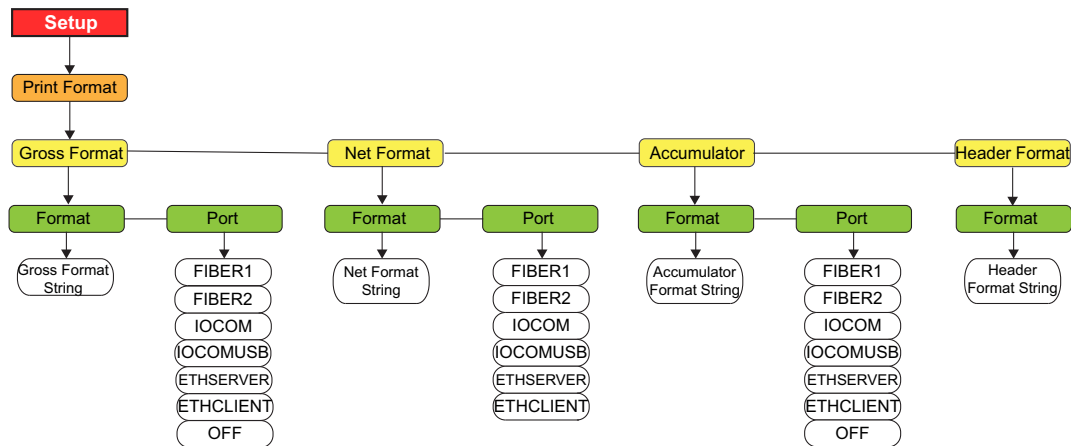 Setup
Print Format
Gross Format
Net Format
Accumulator
Header Format
Format
Port
Format
Port
Format
Port
Format
Gross Format
String
FIBER1
FIBER2
IOCOM
IOCOMUSB
ETHSERVER
ETHCLIENT
OFF
Net Format
String
FIBER1
FIBER2
IOCOM
IOCOMUSB
ETHSERVER
ETHCLIENT
Accumulator
Format String
FIBER1
FIBER2
IOCOM
IOCOMUSB
ETHSERVER
ETHCLIENT
OFF
Header
Format String